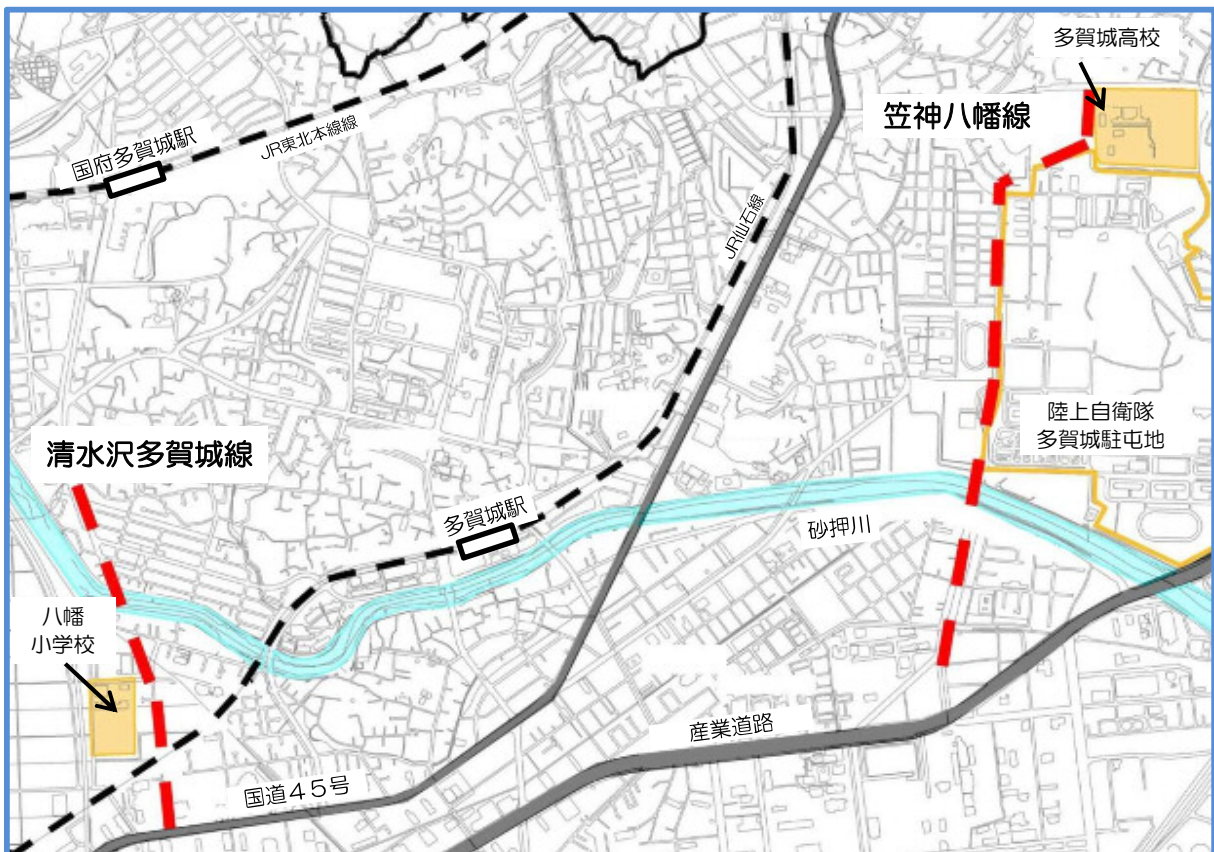 多賀城高校
笠神八幡線
国府多賀城駅
JR東北本線線
JR仙石線
陸上自衛隊
多賀城駐屯地
清水沢多賀城線
多賀城駅
砂押川
八幡
小学校
産業道路
国道45号